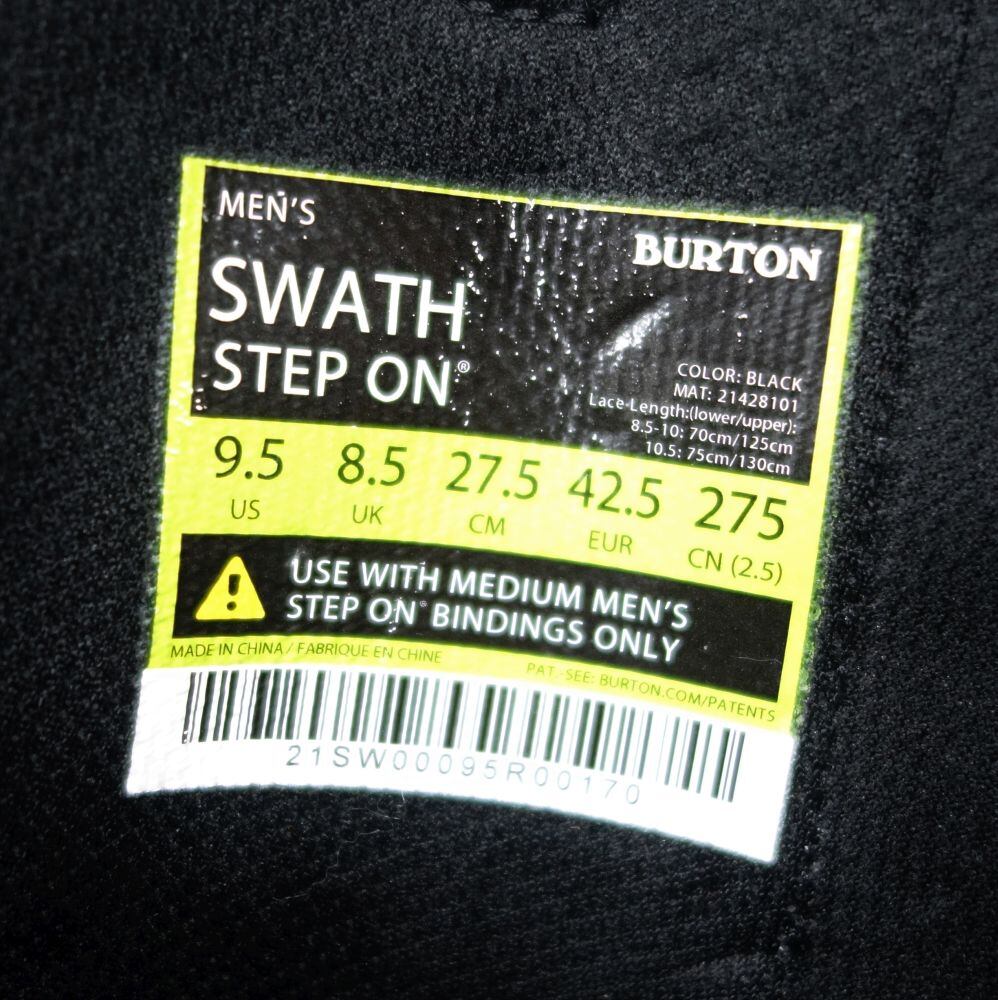 MEN'S
BURTON
SWATH
STEP ON®
COLOR: BLACK
MAT: 21428101
Lace-Length:(lower/upper):
8.5-10: 70cm/125cm
10.5: 75cm/130cm
9.5 8.5 27.5 42.5 275
US UK CM EUR CN (2.5)
USE WITH MEDIUM MEN'S
STEP ON® BINDINGS ONLY
MADE IN CHINA / FABRIQUE EN CHINE
PAT.-SEE: BURTON.COM/PATENTS
21SW00095R00170